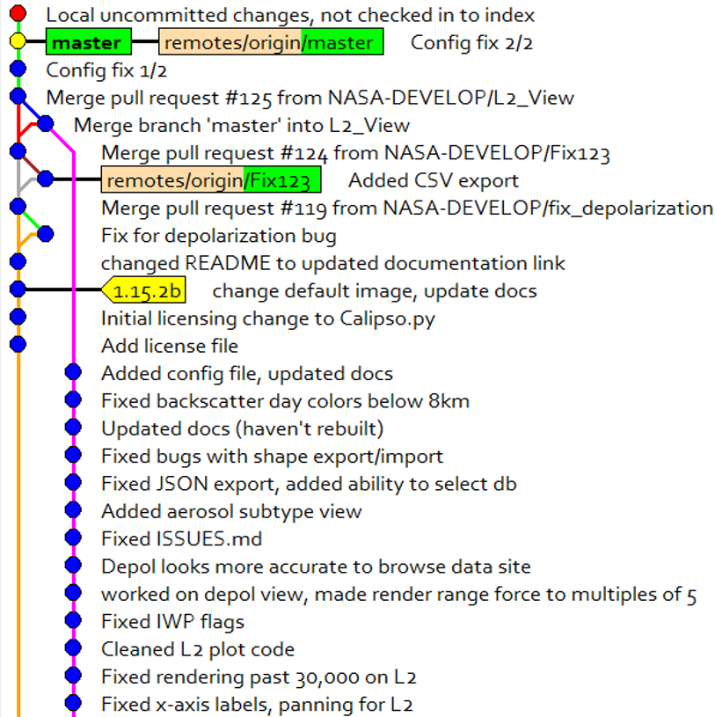 Local uncommitted changes, not checked in to index
master remotes/origin/master Config fix 2/2
Config fix 1/2
Merge pull request #125 from NASA-DEVELOP/L2_View
Merge branch 'master' into L2_View
Merge pull request #124 from NASA-DEVELOP/Fix123
remotes/origin/Fix123 Added CSV export
Merge pull request #119 from NASA-DEVELOP/fix_depolarization
Fix for depolarization bug
changed README to updated documentation link
1.15.2b change default image, update docs
Initial licensing change to Calipso.py
Add license file
Added config file, updated docs
Fixed backscatter day colors below 8km
Updated docs (haven't rebuilt)
Fixed bugs with shape export/import
Fixed JSON export, added ability to select db
Added aerosol subtype view
Fixed ISSUES.md
Depol looks more accurate to browse data site
worked on depol view, made render range force to multiples of 5
Fixed IWP flags
Cleaned L2 plot code
Fixed rendering past 30,000 on L2
Fixed x-axis labels, panning for L2